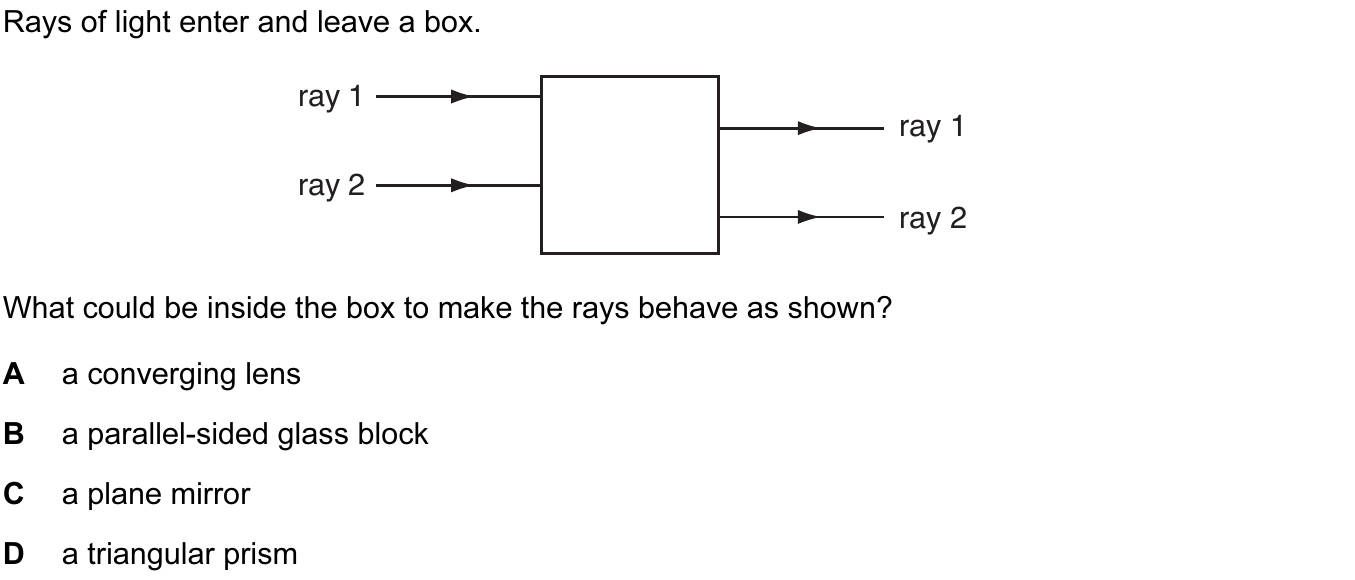 Rays of light enter and leave a box.
ray 1
ray 1
ray 2
ray 2
What could be inside the box to make the rays behave as shown?
A a converging lens
B a parallel-sided glass block
C a plane mirror
D a triangular prism